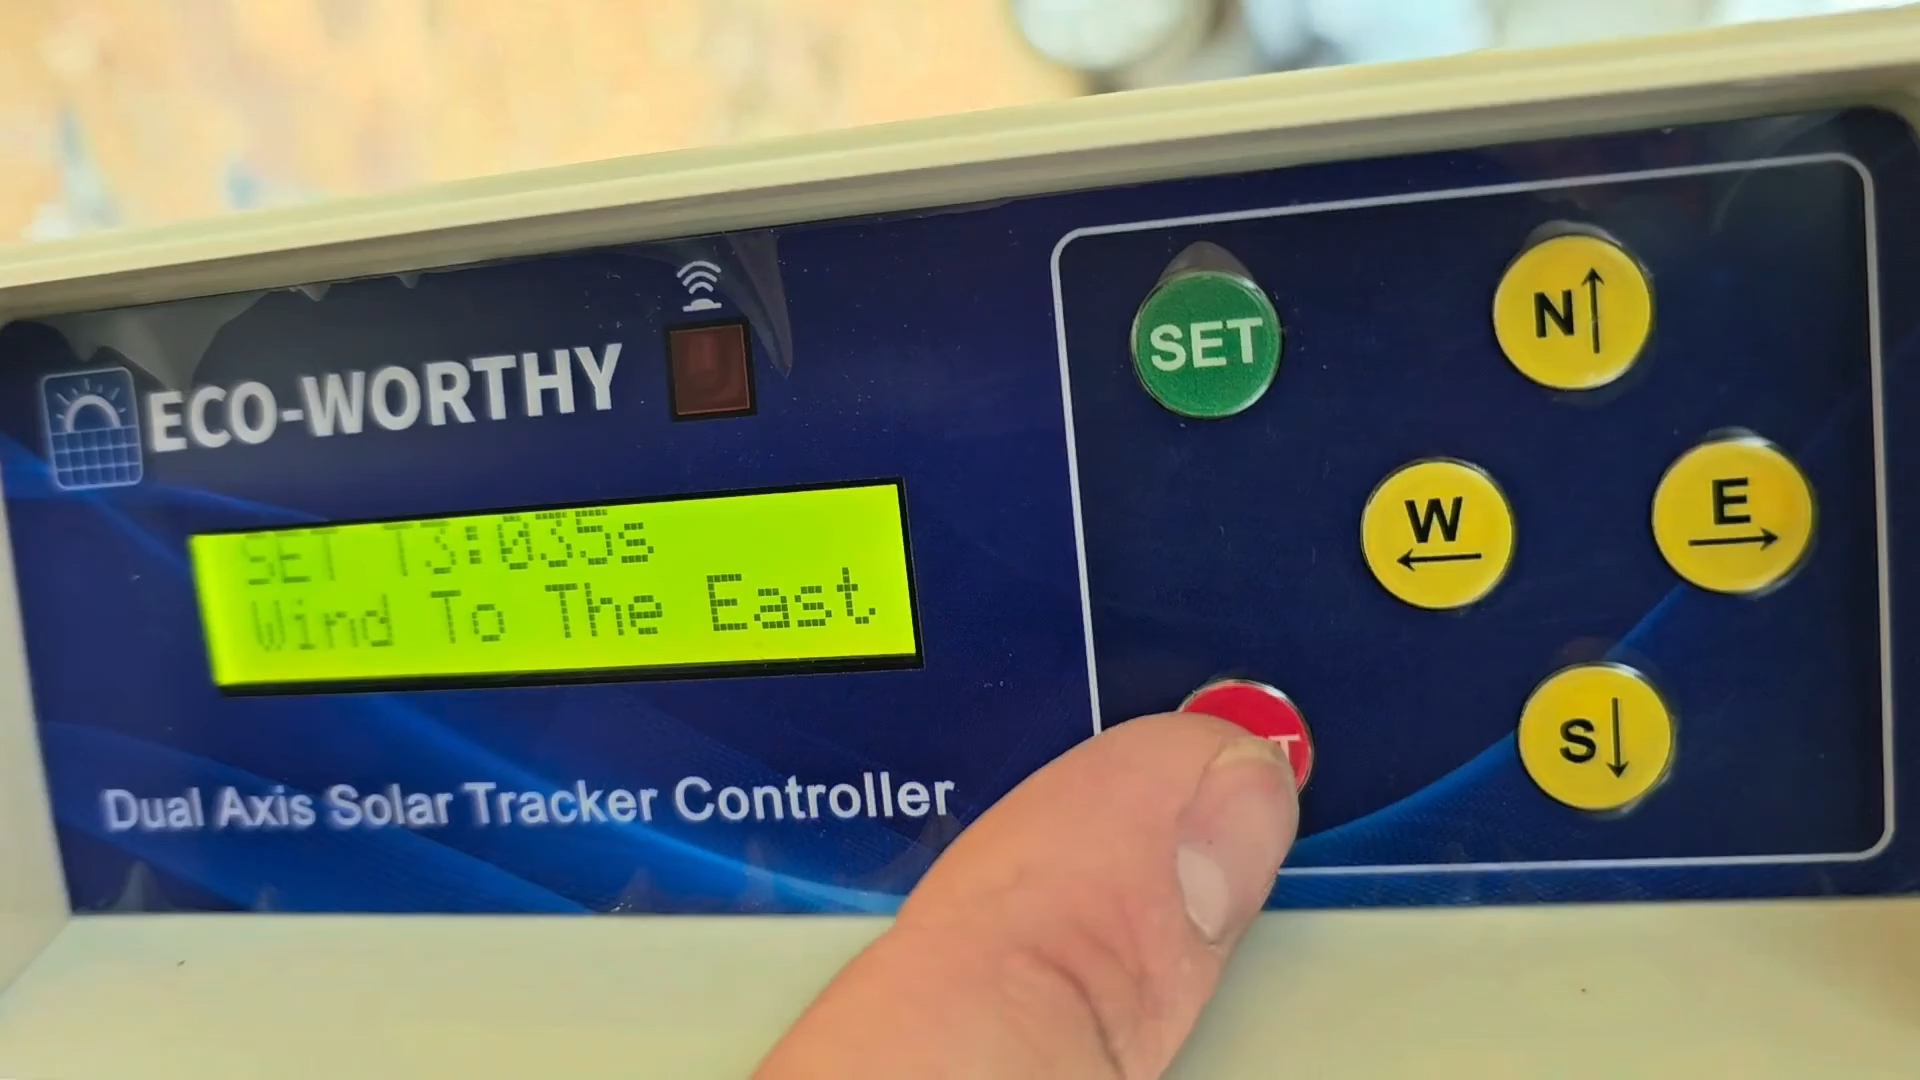 ECO-WORTHY
SET T3:035s
Wind To The East
Dual Axis Solar Tracker Controller
SET
N↑
W
←
E
→
S↓
T